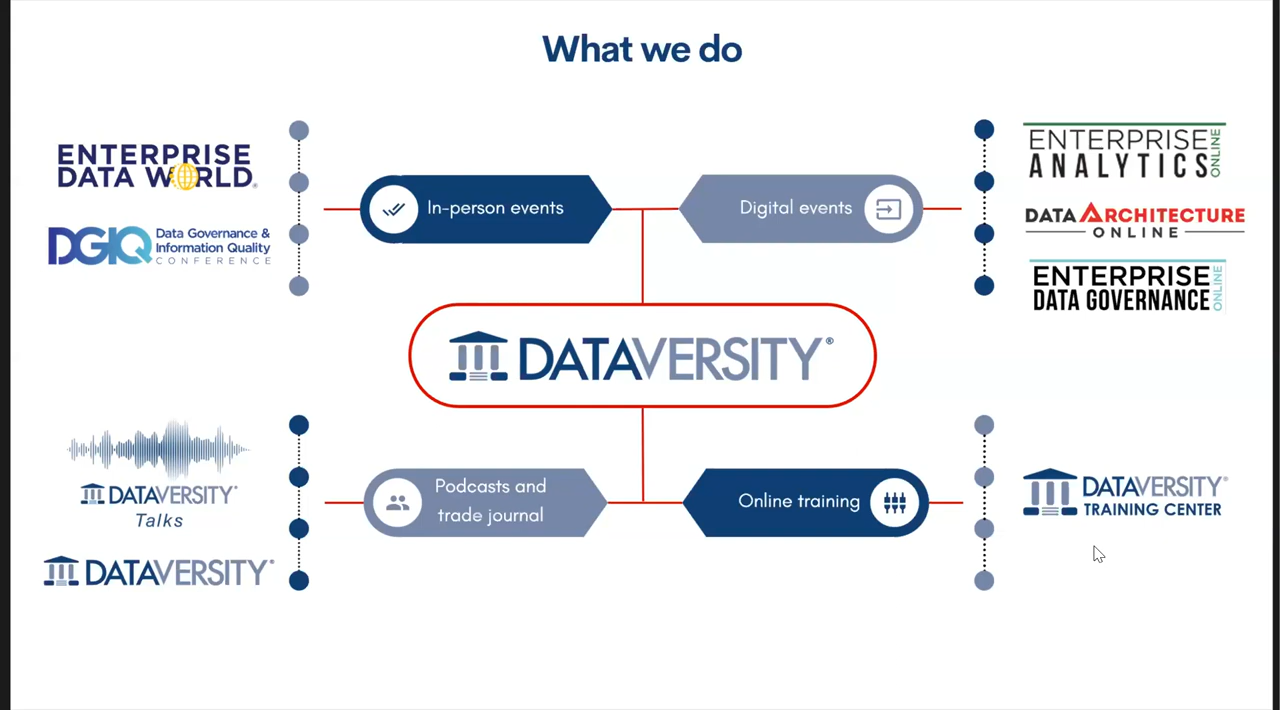 What we do
ENTERPRISE
DATA WORLD®
DGIQ
Data Governance &
Information Quality
CONFERENCE
In-person events
Digital events
ENTERPRISE
ANALYTICS
ONLINE
DATA ARCHITECTURE
ONLINE
ENTERPRISE
DATA GOVERNANCE
ONLINE
DATAVERSITY®
DATAVERSITY®
Talks
DATAVERSITY®
Podcasts and
trade journal
Online training
DATAVERSITY®
TRAINING CENTER